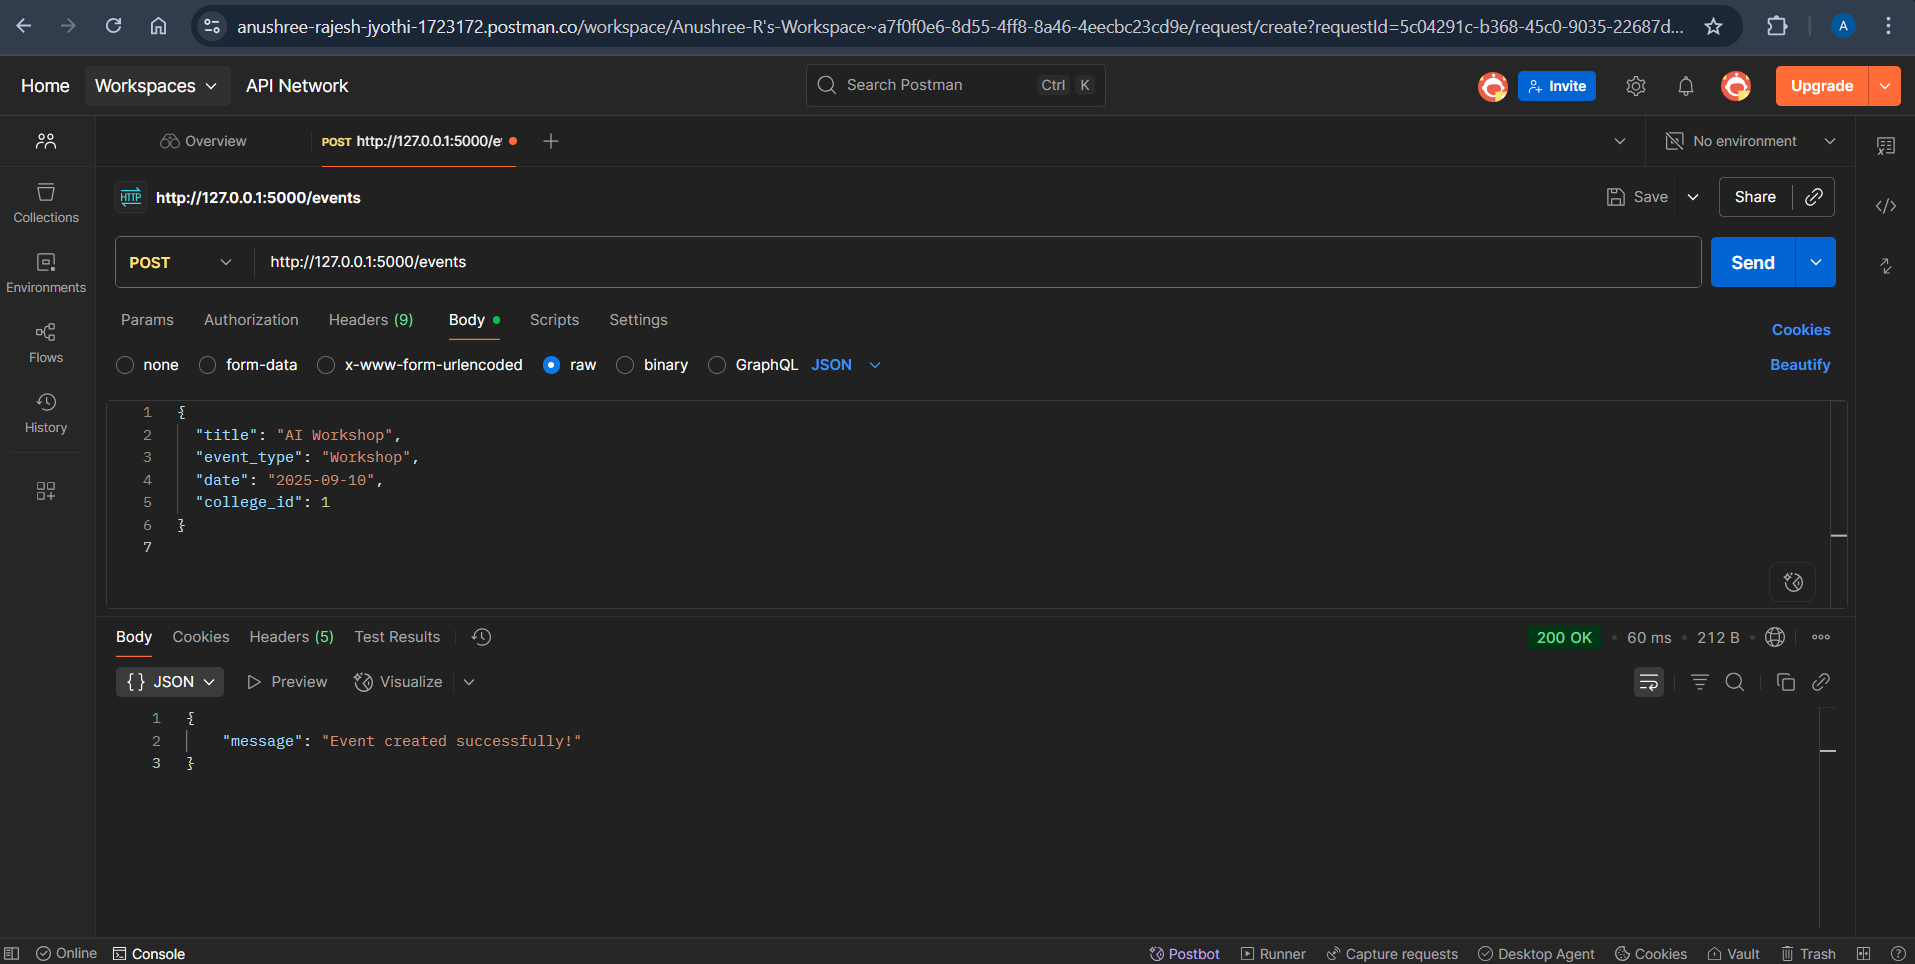 anushree-rajesh-jyothi-1723172.postman.co/workspace/Anushree-R's-Workspace~a7f0f0e6-8d55-4ff8-8a46-4eecbc23cd9e/request/create?requestId=5c04291c-b368-45c0-9035-22687d...
A
Home
Workspaces
API Network
Search Postman
Ctrl
K
Invite
Upgrade
Overview
POST http://127.0.0.1:5000/e
No environment
HTTP
http://127.0.0.1:5000/events
Save
Share
Collections
Environments
Flows
History
POST
http://127.0.0.1:5000/events
Send
Params
Authorization
Headers (9)
Body
Scripts
Settings
Cookies
none
form-data
x-www-form-urlencoded
raw
binary
GraphQL
JSON
Beautify
1 {
2 "title": "AI Workshop",
3 "event_type": "Workshop",
4 "date": "2025-09-10",
5 "college_id": 1
6 }
7
Body
Cookies
Headers (5)
Test Results
200 OK
60 ms
212 B
{} JSON
Preview
Visualize
1 {
2 "message": "Event created successfully!"
3 }
Online
Console
Postbot
Runner
Capture requests
Desktop Agent
Cookies
Vault
Trash